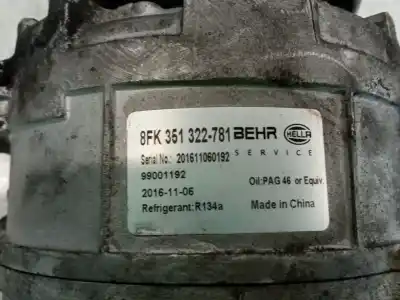 8FK 351 322-781 BEHR HELLA
SERVICE
Serial No.: 201611060192
99001192
Oil:PAG 46 or Equiv.
2016-11-06
Refrigerant:R134a
Made in China